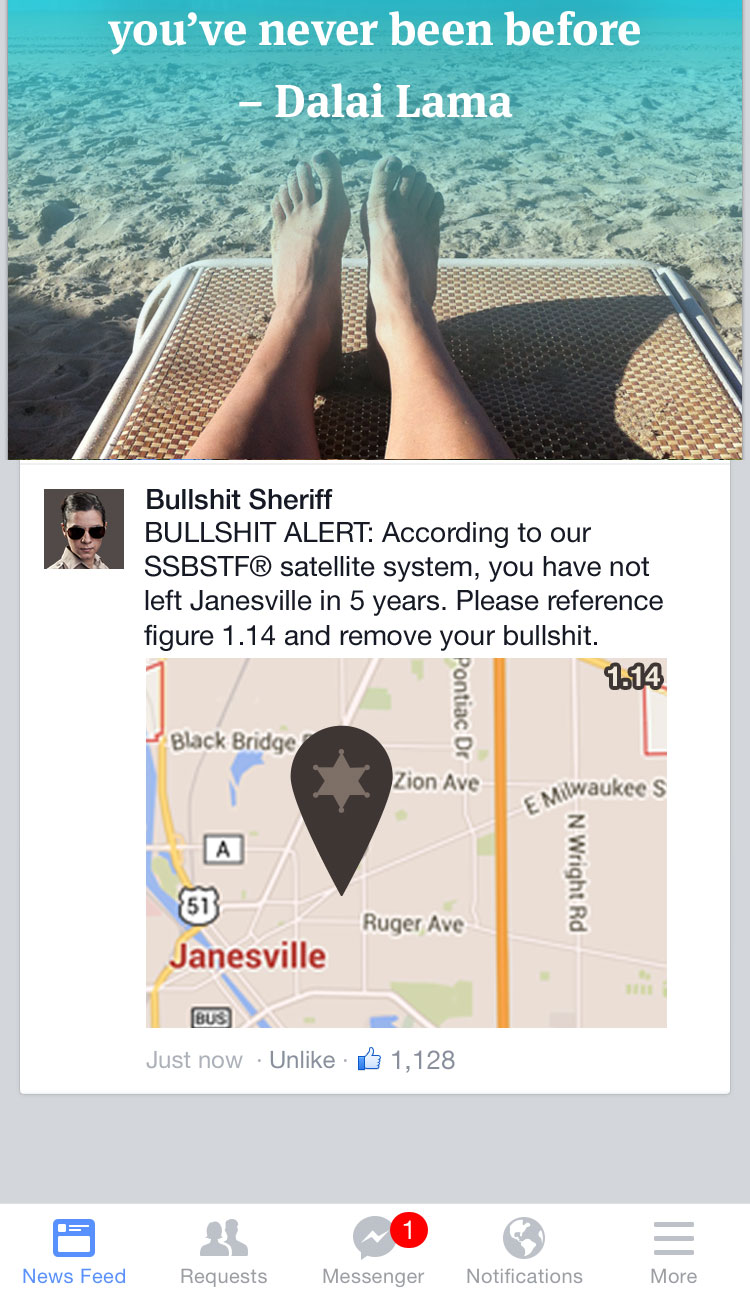 you’ve never been before
– Dalai Lama
Bullshit Sheriff
BULLSHIT ALERT: According to our
SSBSTF® satellite system, you have not
left Janesville in 5 years. Please reference
figure 1.14 and remove your bullshit.
1.14
Pontiac Dr
Black Bridge
Zion Ave
E Milwaukee S
N Wright Rd
A
51
Ruger Ave
Janesville
BUS
Just now · Unlike · 1,128
1
News Feed Requests Messenger Notifications More